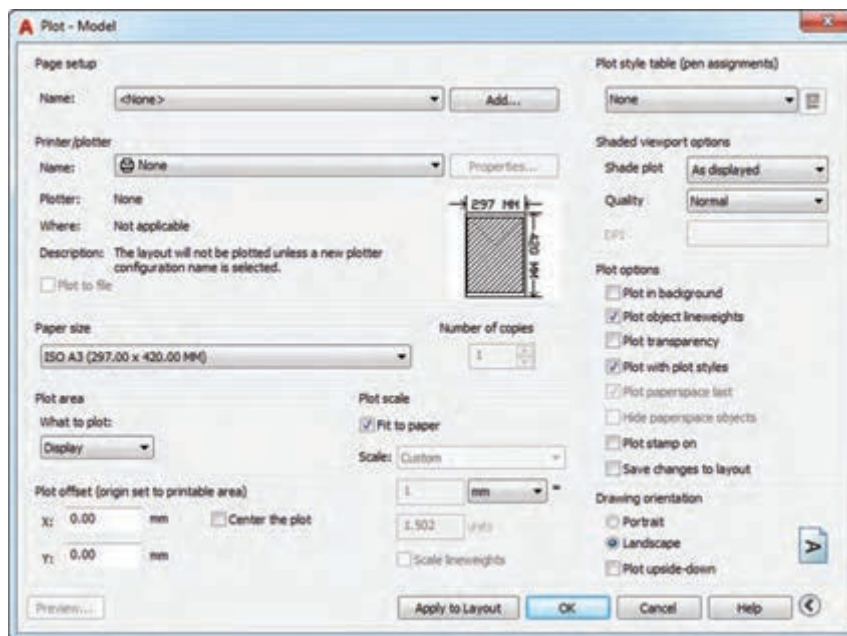 Plot - Model
Page setup
Name: <None> Add...
Plot style table (pen assignments)
None
Printer/plotter
Name: None Properties...
Plotter: None
Where: Not applicable
Description: The layout will not be plotted unless a new plotter
configuration name is selected.
Plot to file
297 MM
420 MM
Shaded viewport options
Shade plot As displayed
Quality Normal
DPI
Paper size
ISO A3 (297.00 x 420.00 MM)
Number of copies
1
Plot options
Plot in background
Plot object lineweights
Plot transparency
Plot with plot styles
Plot paperspace last
Hide paperspace objects
Plot stamp on
Save changes to layout
Plot area
What to plot:
Display
Plot scale
Fit to paper
Scale: Custom
1 mm =
1.502 units
Scale lineweights
Plot offset (origin set to printable area)
X: 0.00 mm Center the plot
Y: 0.00 mm
Drawing orientation
Portrait
Landscape
Plot upside-down
A
Preview... Apply to Layout OK Cancel Help